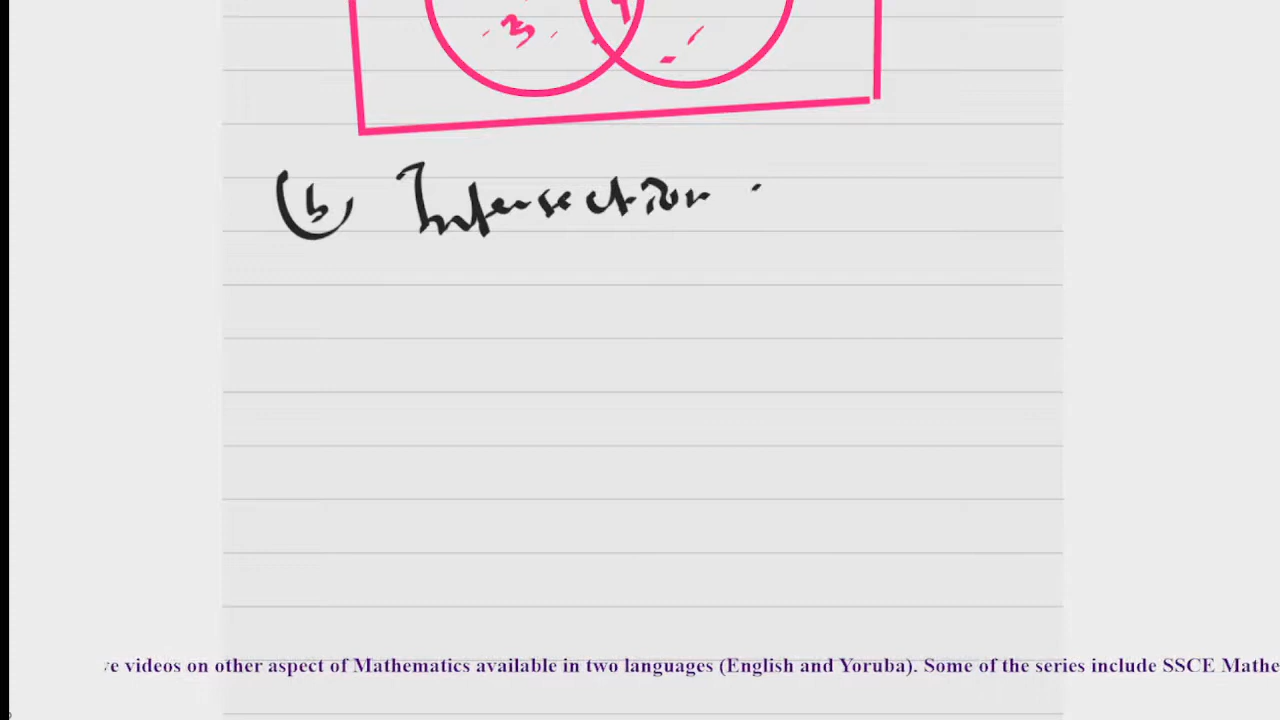 3
(b) Intersection
e videos on other aspect of Mathematics available in two languages (English and Yoruba). Some of the series include SSCE Mathe